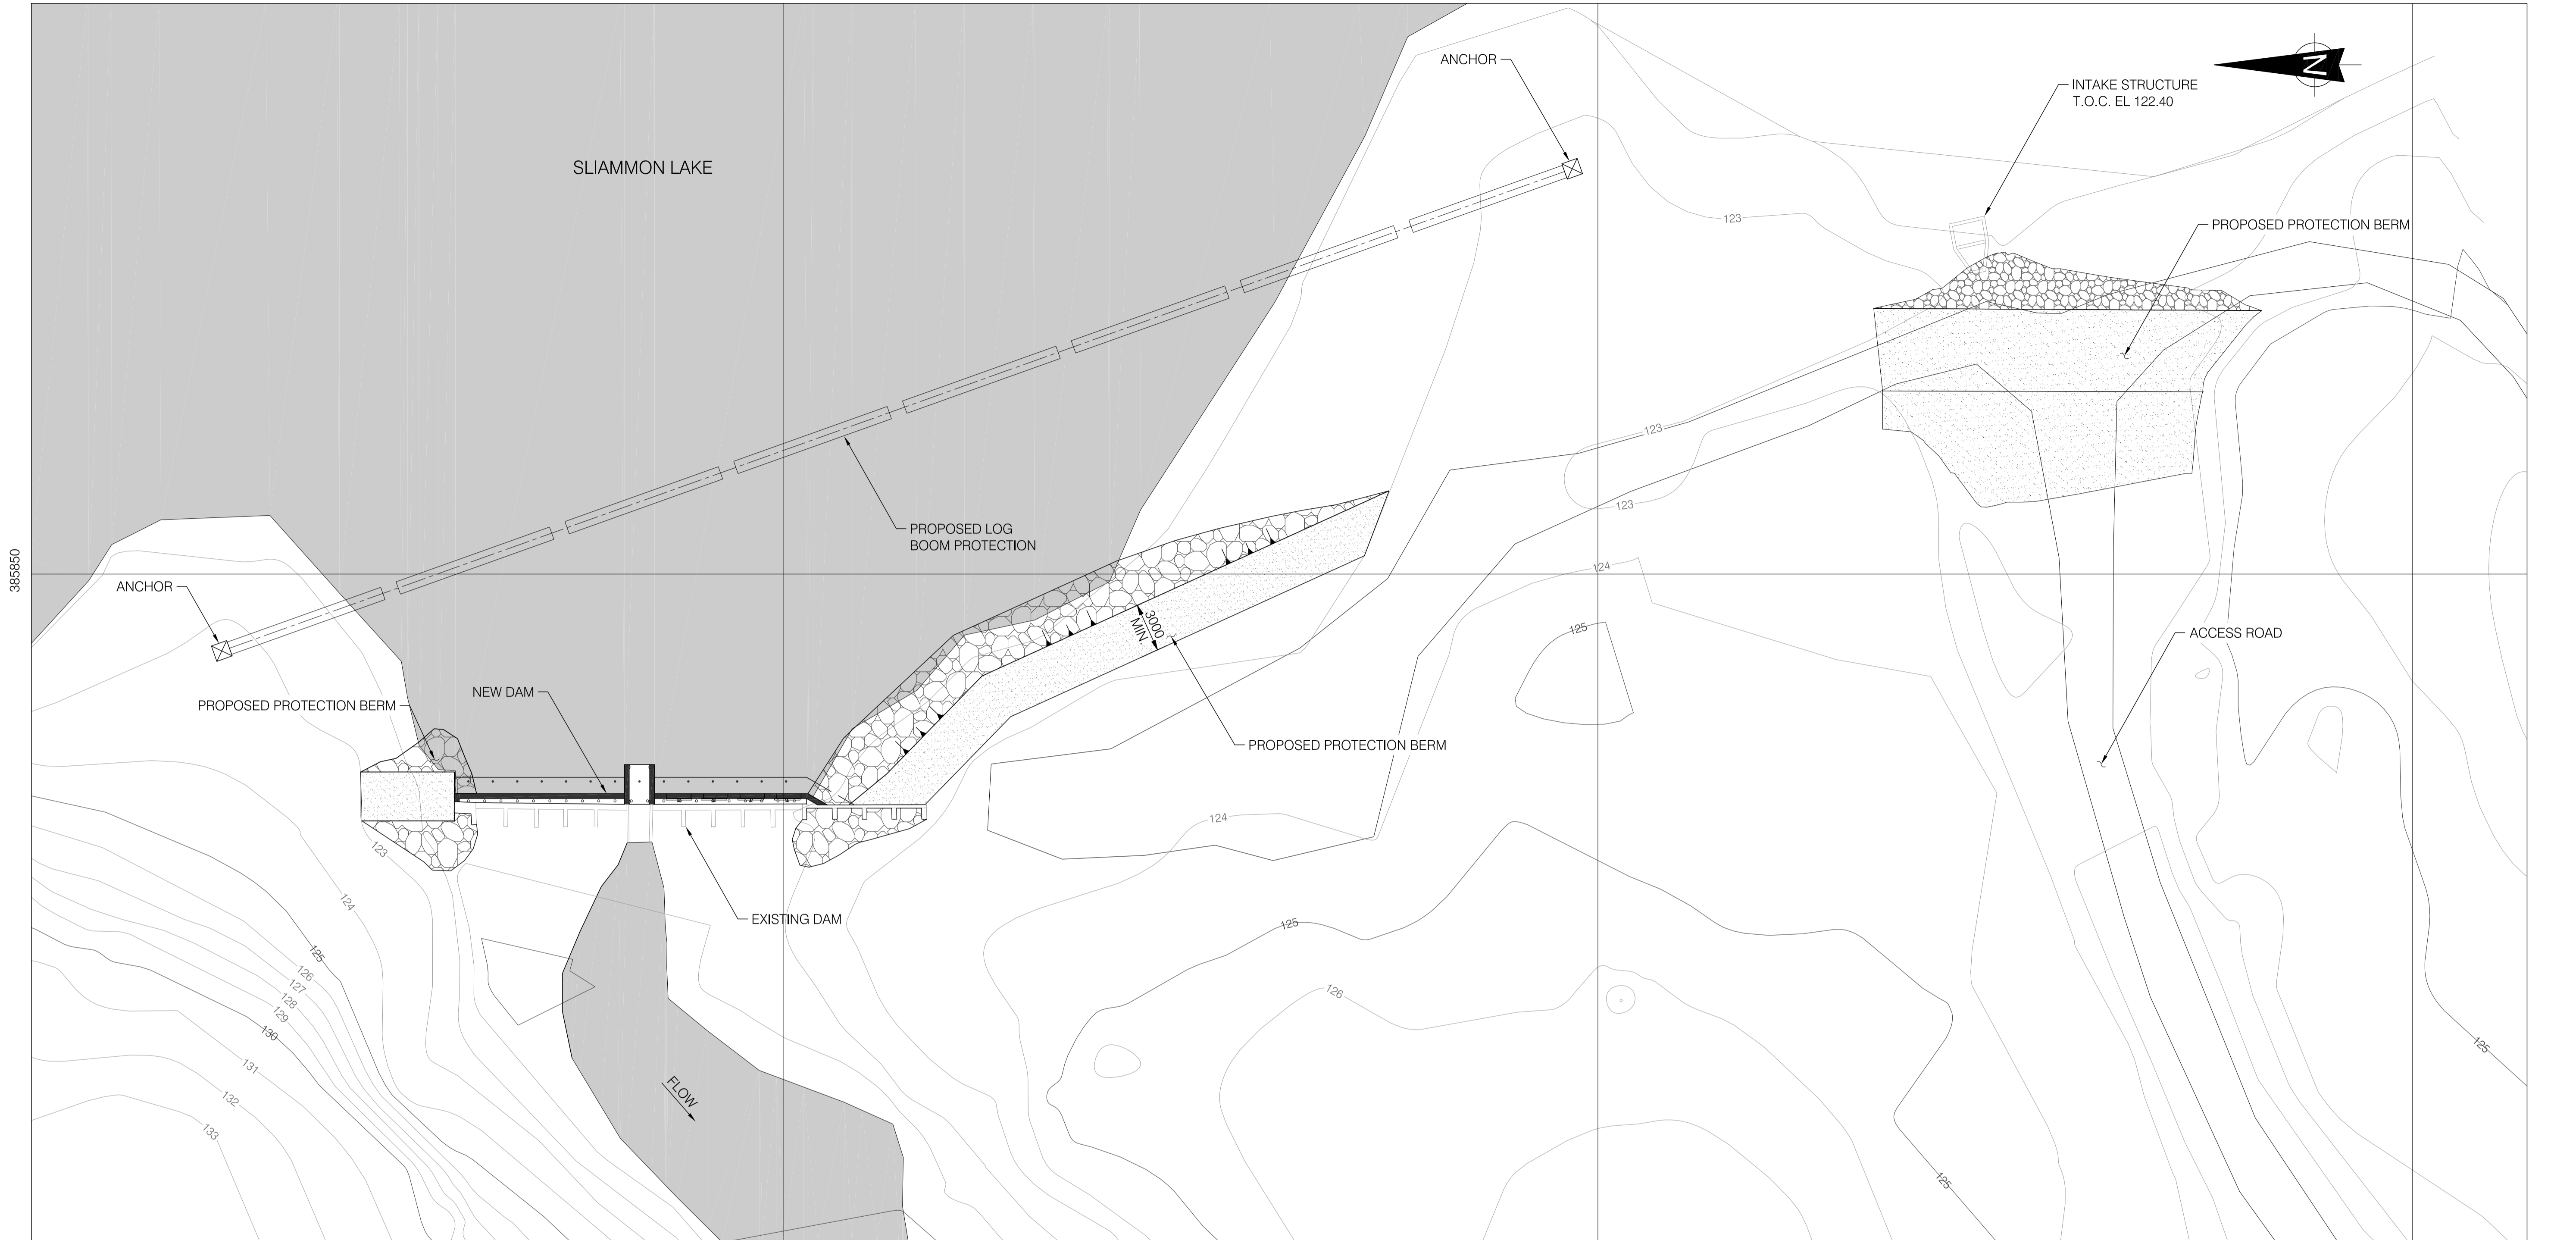 ANCHOR
N
INTAKE STRUCTURE
T.O.C. EL 122.40
SLIAMMON LAKE
123
PROPOSED PROTECTION BERM
123
123
PROPOSED LOG
BOOM PROTECTION
385850
124
ANCHOR
3000
MIN.
125
ACCESS ROAD
NEW DAM
PROPOSED PROTECTION BERM
PROPOSED PROTECTION BERM
124
123
124
EXISTING DAM
125
125
126
127
128
129
130
126
131
132
133
FLOW
125
125